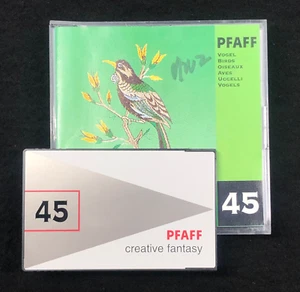 PFAFF
VOGEL
BIRDS
OISEAUX
AVES
UCCELLI
VOGELS
45
45
PFAFF
creative fantasy